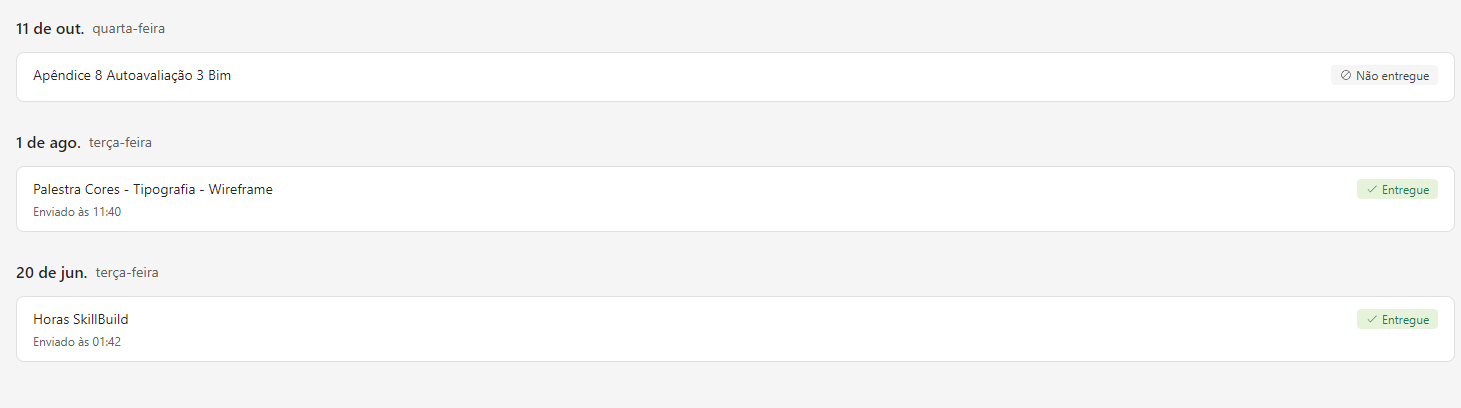 11 de out. quarta-feira
Apêndice 8 Autoavaliação 3 Bim
Não entregue
1 de ago. terça-feira
Palestra Cores - Tipografia - Wireframe
Entregue
Enviado às 11:40
20 de jun. terça-feira
Horas SkillBuild
Entregue
Enviado às 01:42